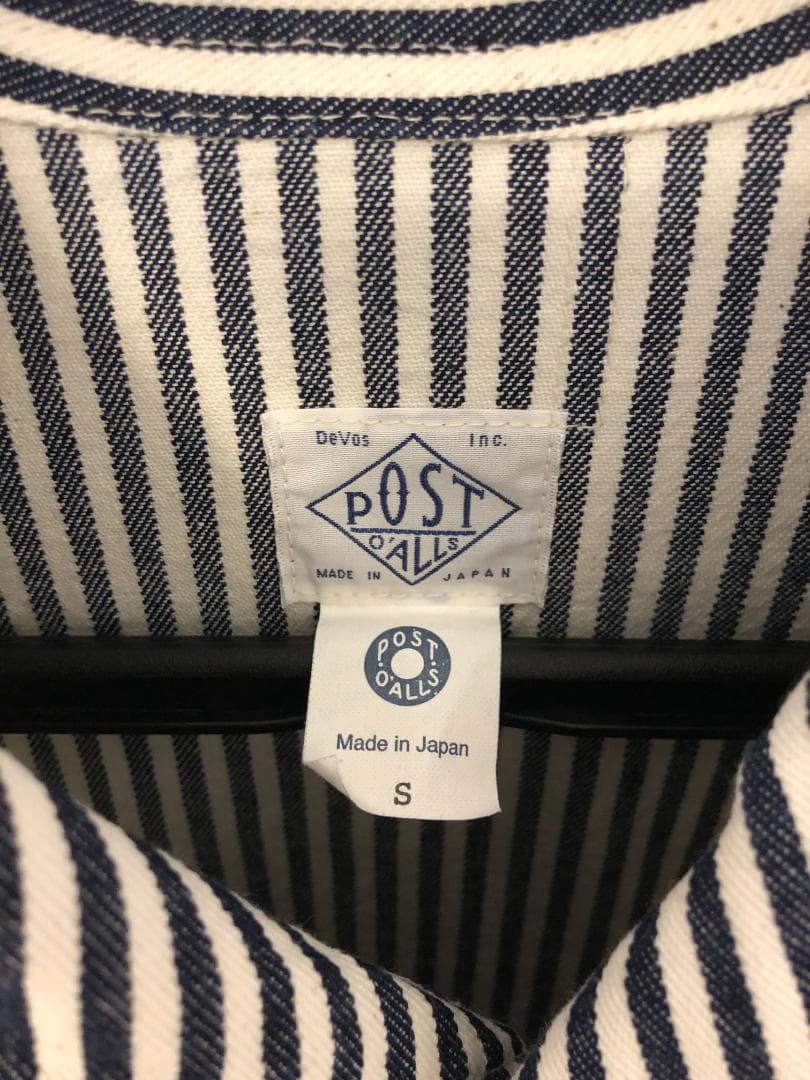 DeVos Inc.
POST
O'ALLS
MADE IN JAPAN
POST
O'ALLS
Made in Japan
S